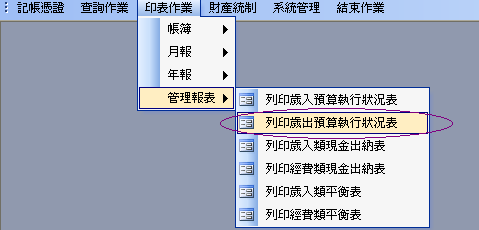 記帳憑證 查詢作業 印表作業 財產統制 系統管理 結束作業
帳簿
月報
年報
管理報表
列印歲入預算執行狀況表
列印歲出預算執行狀況表
列印歲入類現金出納表
列印經費類現金出納表
列印歲入類平衡表
列印經費類平衡表